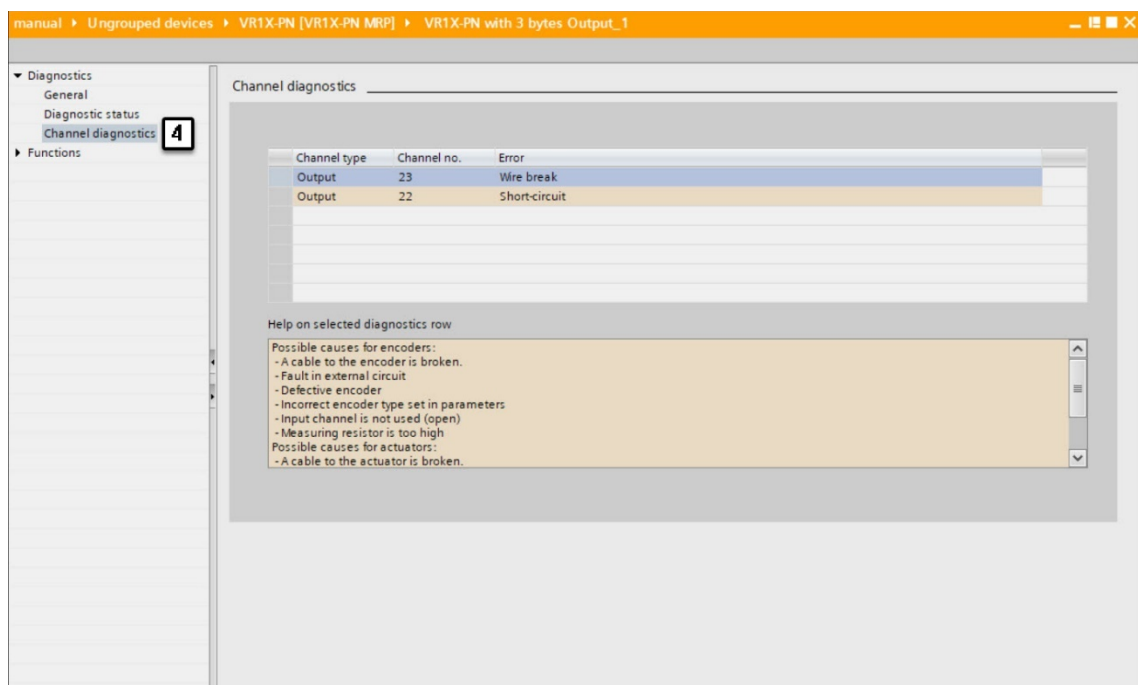 manual ▸ Ungrouped devices ▸ VR1X-PN [VR1X-PN MRP] ▸ VR1X-PN with 3 bytes Output_1
Diagnostics
General
Diagnostic status
Channel diagnostics 4
Functions
Channel diagnostics
Channel type Channel no. Error
Output 23 Wire break
Output 22 Short-circuit
Help on selected diagnostics row
Possible causes for encoders:
- A cable to the encoder is broken.
- Fault in external circuit
- Defective encoder
- Incorrect encoder type set in parameters
- Input channel is not used (open)
- Measuring resistor is too high
Possible causes for actuators:
- A cable to the actuator is broken.